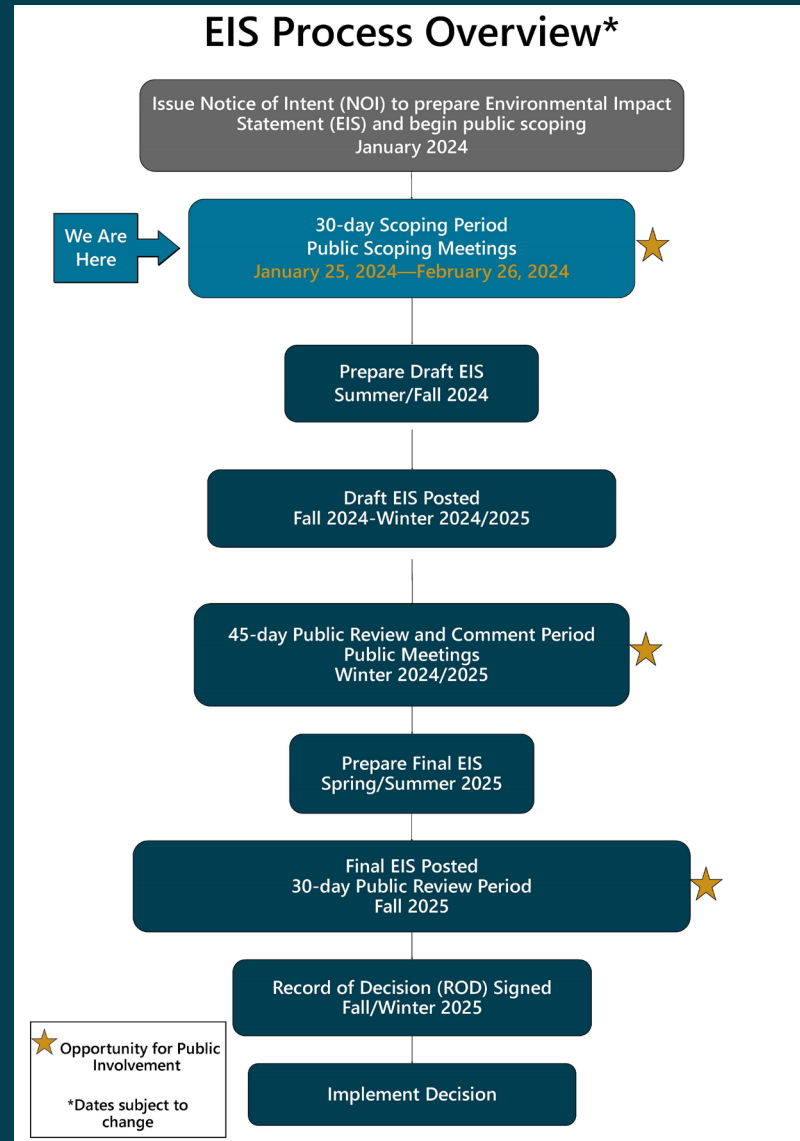 EIS Process Overview*
Issue Notice of Intent (NOI) to prepare Environmental Impact
Statement (EIS) and begin public scoping
January 2024
We Are
Here
30-day Scoping Period
Public Scoping Meetings
January 25, 2024—February 26, 2024
Prepare Draft EIS
Summer/Fall 2024
Draft EIS Posted
Fall 2024-Winter 2024/2025
45-day Public Review and Comment Period
Public Meetings
Winter 2024/2025
Prepare Final EIS
Spring/Summer 2025
Final EIS Posted
30-day Public Review Period
Fall 2025
Record of Decision (ROD) Signed
Fall/Winter 2025
Implement Decision
Opportunity for Public
Involvement
*Dates subject to
change